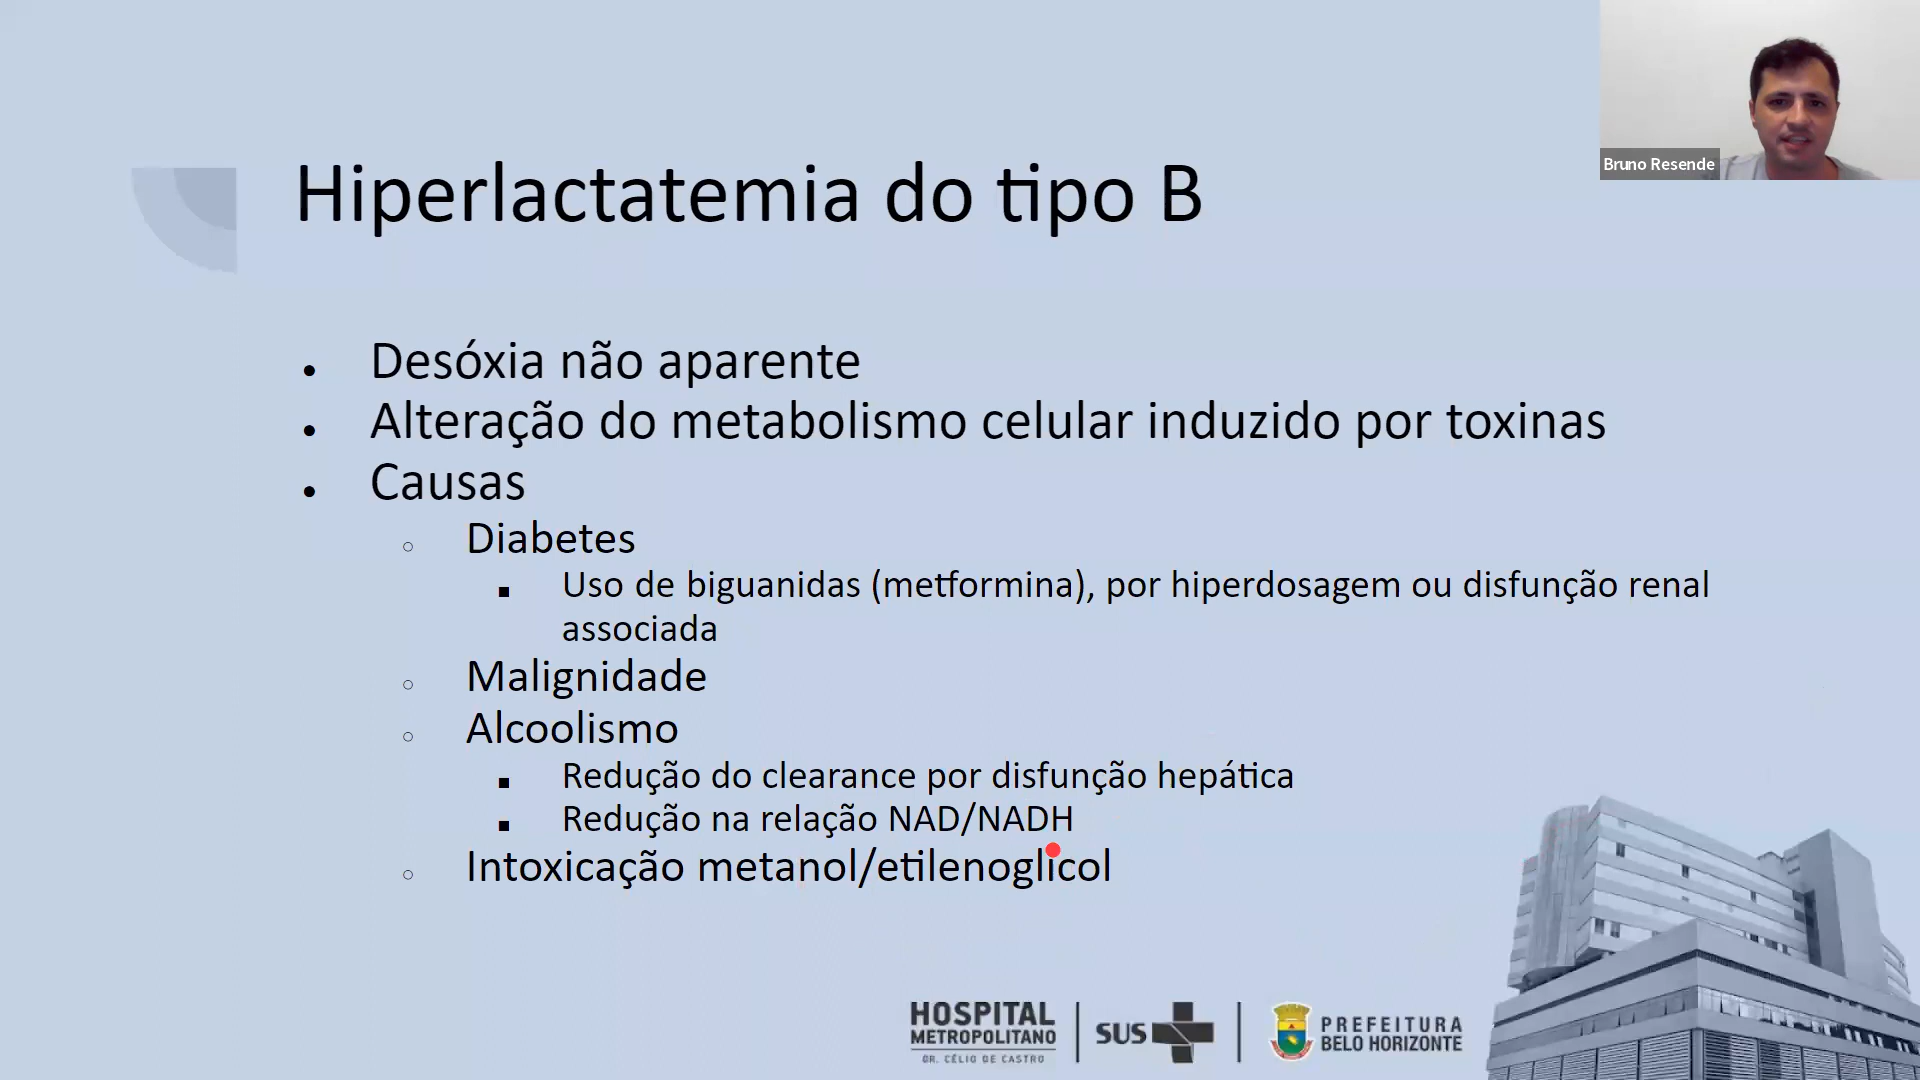 Bruno Resende
Hiperlactatemia do tipo B
Desóxia não aparente
Alteração do metabolismo celular induzido por toxinas
Causas
Diabetes
Uso de biguanidas (metformina), por hiperdosagem ou disfunção renal
associada
Malignidade
Alcoolismo
Redução do clearance por disfunção hepática
Redução na relação NAD/NADH
Intoxicação metanol/etilenoglicol
HOSPITAL
METROPOLITANO
DR. CÉLIO DE CASTRO
SUS
PREFEITURA
BELO HORIZONTE